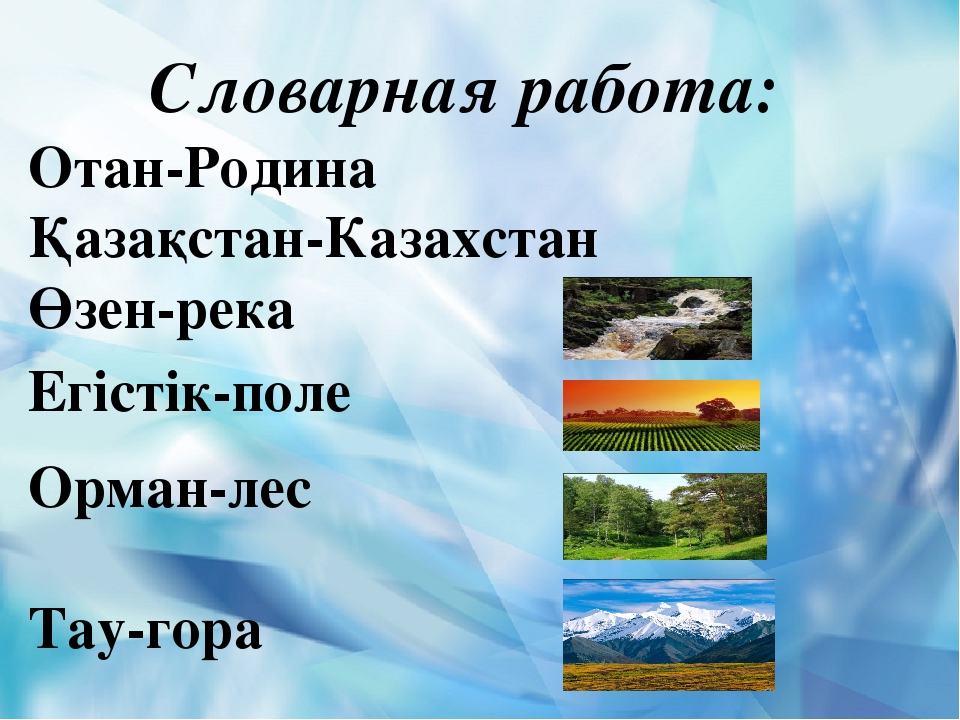 Словарная работа:
Отан-Родина
Қазақстан-Казахстан
Өзен-река
Егістік-поле
Орман-лес
Тау-гора